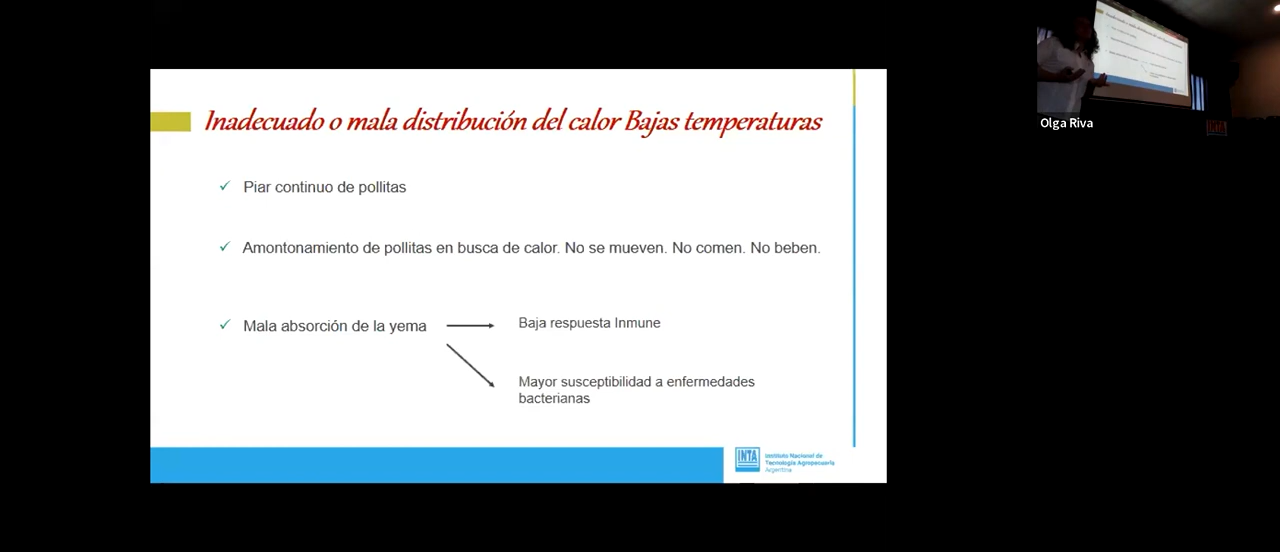 Inadecuado o mala distribución del calor Bajas temperaturas
Piar continuo de pollitas
Amontonamiento de pollitas en busca de calor. No se mueven. No comen. No beben.
Mala absorción de la yema
Baja respuesta Inmune
Mayor susceptibilidad a enfermedades
bacterianas
INTA
Instituto Nacional de
Tecnología Agropecuaria
Argentina
Olga Riva
INTA